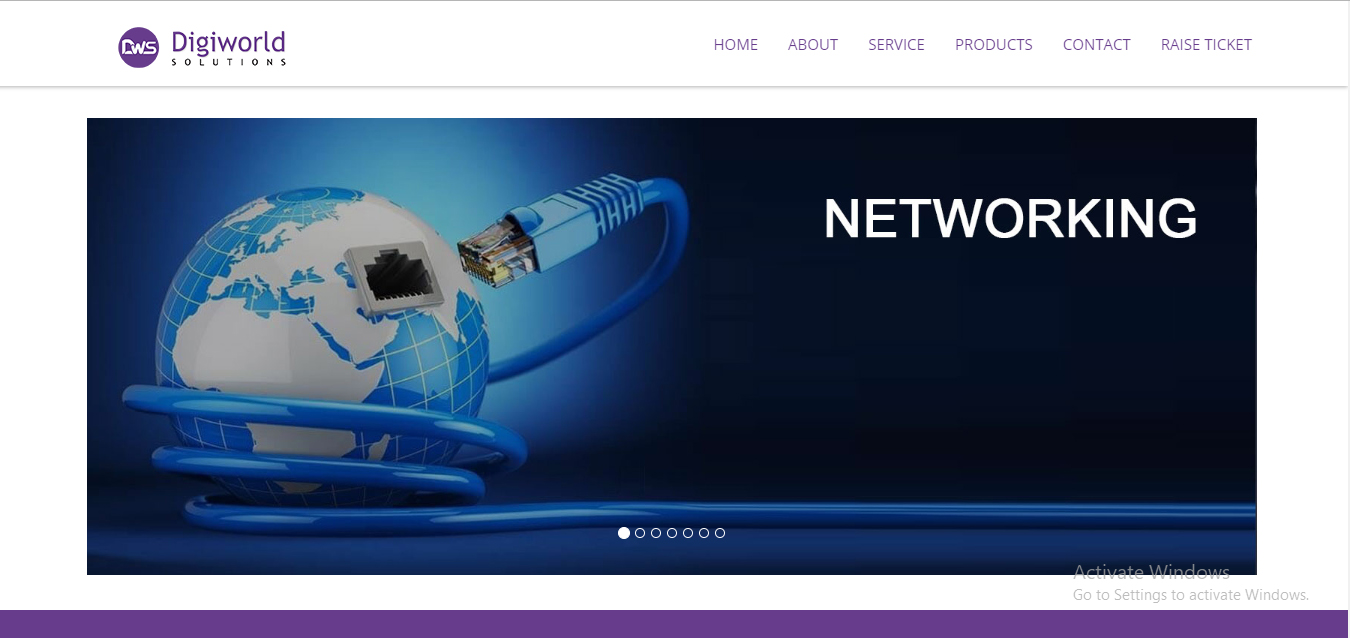 DWS Digiworld
SOLUTIONS
HOME ABOUT SERVICE PRODUCTS CONTACT RAISE TICKET
NETWORKING
Activate Windows
Go to Settings to activate Windows.